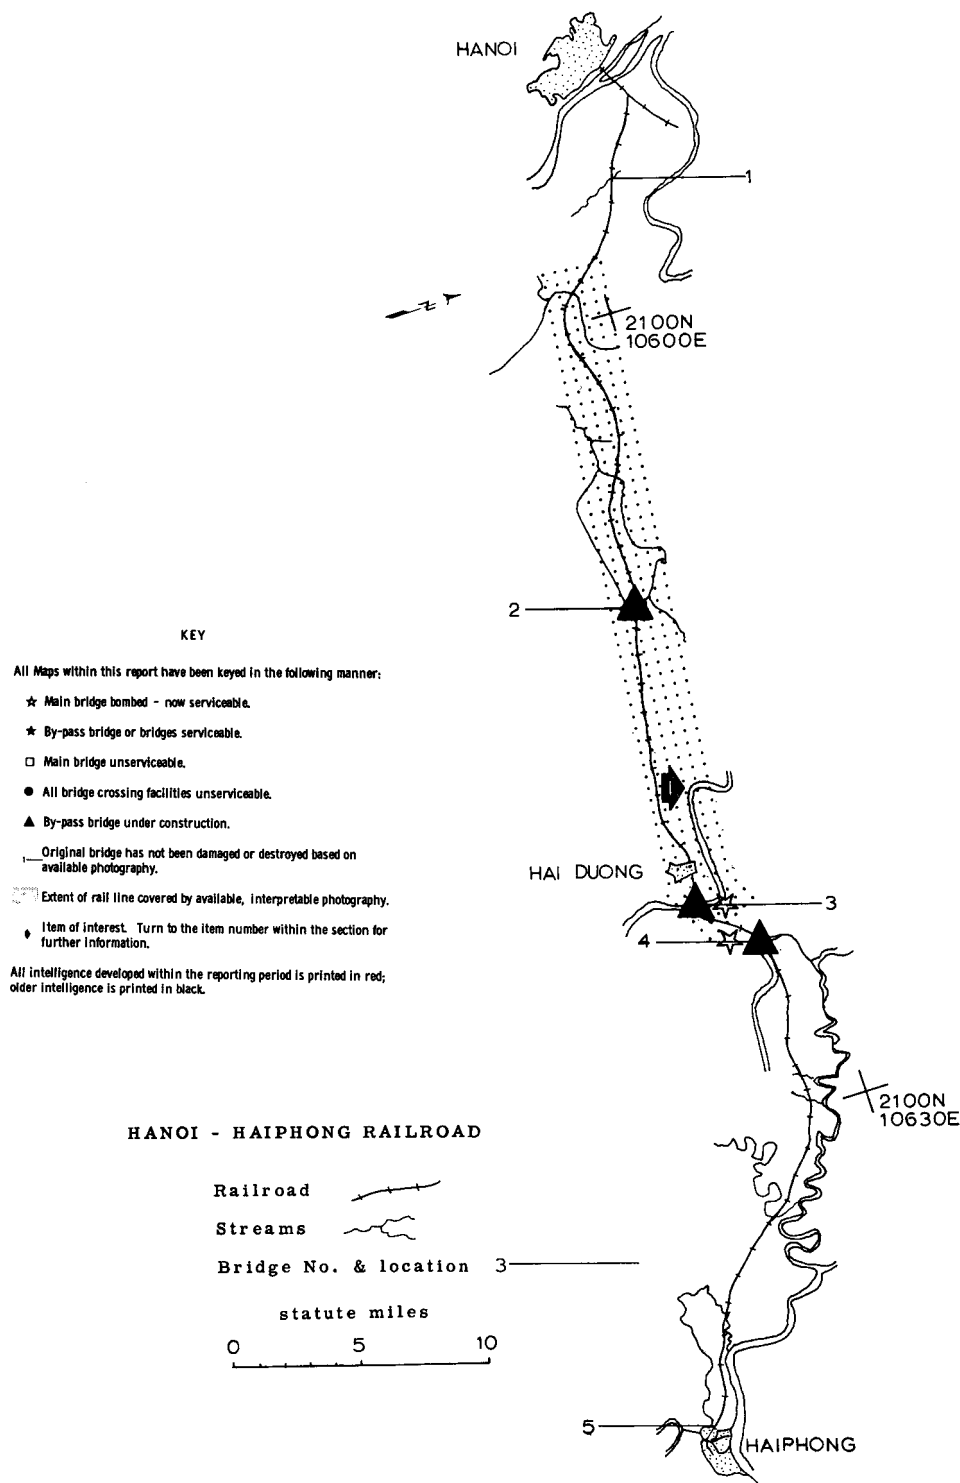 HANOI
1
N
2100N
10600E
2
KEY
All Maps within this report have been keyed in the following manner:
Main bridge bombed - now serviceable.
By-pass bridge or bridges serviceable.
Main bridge unserviceable.
All bridge crossing facilities unserviceable.
By-pass bridge under construction.
1 Original bridge has not been damaged or destroyed based on
available photography.
Extent of rail line covered by available, interpretable photography.
Item of interest. Turn to the item number within the section for
further information.
All intelligence developed within the reporting period is printed in red;
older intelligence is printed in black.
1
HAI DUONG
3
4
2100N
10630E
HANOI - HAIPHONG RAILROAD
Railroad
Streams
Bridge No. & location 3
statute miles
0 5 10
5
HAIPHONG